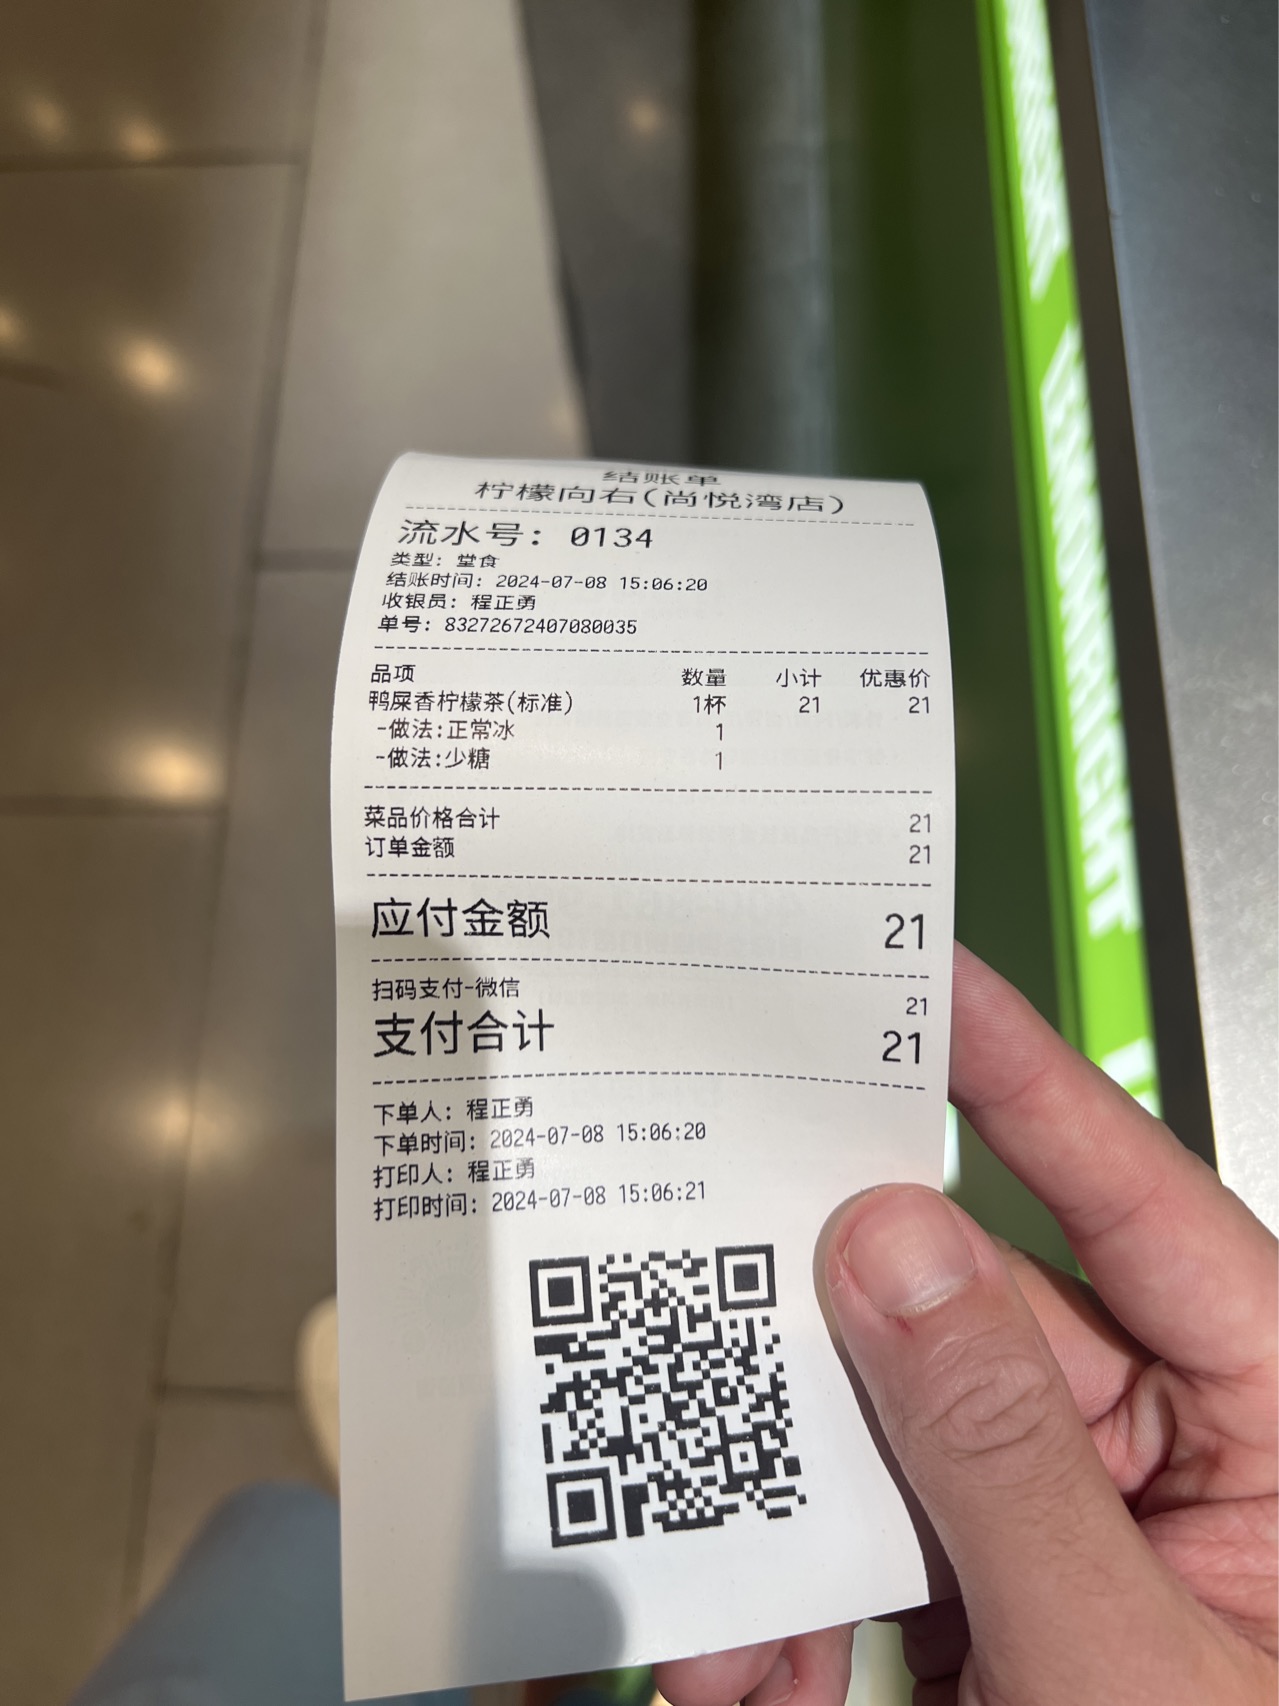 结账单
柠檬向右(尚悦湾店)
流水号: 0134
类型: 堂食
结账时间: 2024-07-08 15:06:20
收银员: 程正勇
单号: 83272672407080035
品项 数量 小计 优惠价
鸭屎香柠檬茶(标准) 1杯 21 21
-做法:正常冰 1
-做法:少糖 1
菜品价格合计 21
订单金额 21
应付金额 21
扫码支付-微信 21
支付合计 21
下单人: 程正勇
下单时间: 2024-07-08 15:06:20
打印人: 程正勇
打印时间: 2024-07-08 15:06:21